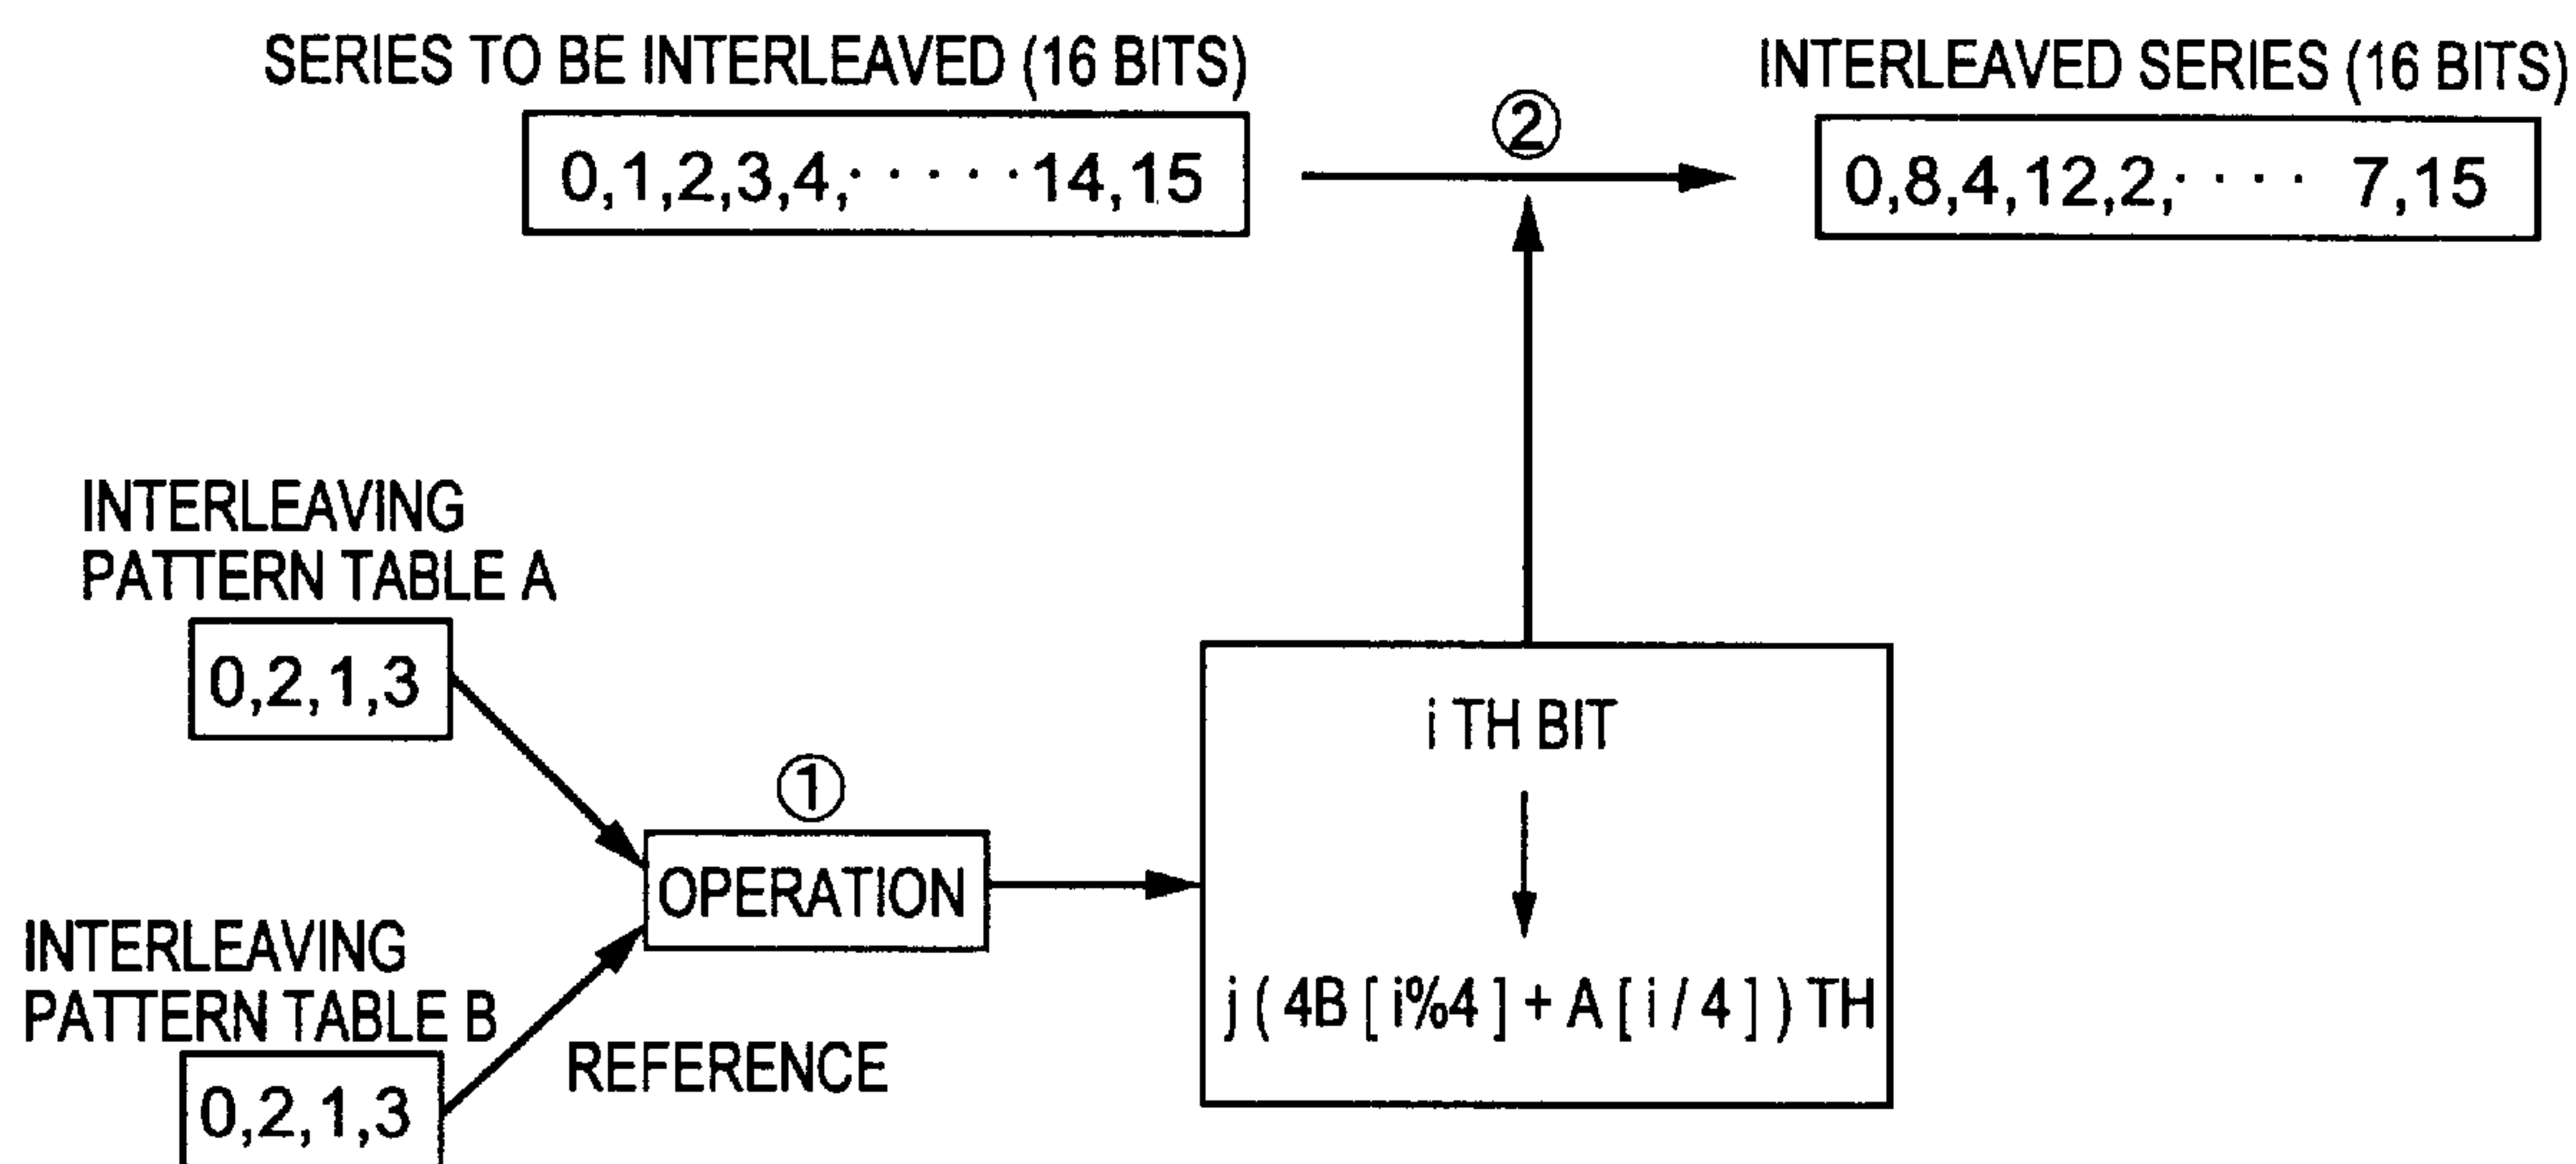 SERIES TO BE INTERLEAVED (16 BITS)
INTERLEAVED SERIES (16 BITS)
0,1,2,3,4,·····14,15
②
0,8,4,12,2,···· 7,15
INTERLEAVING
PATTERN TABLE A
0,2,1,3
i TH BIT
①
OPERATION
INTERLEAVING
PATTERN TABLE B
j ( 4B [ i%4 ] + A [ i / 4 ] ) TH
REFERENCE
0,2,1,3